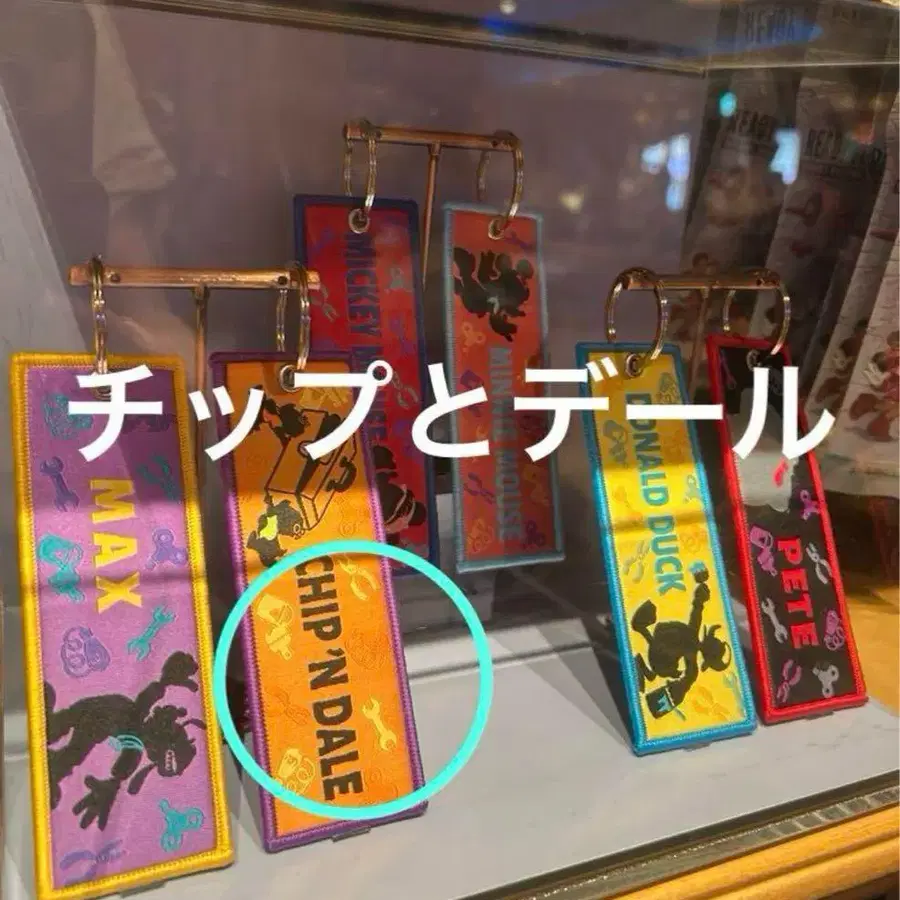 チップとデール
MAX
CHIP 'N DALE
MICKEY MOUSE
MINNIE MOUSE
DONALD DUCK
PETE